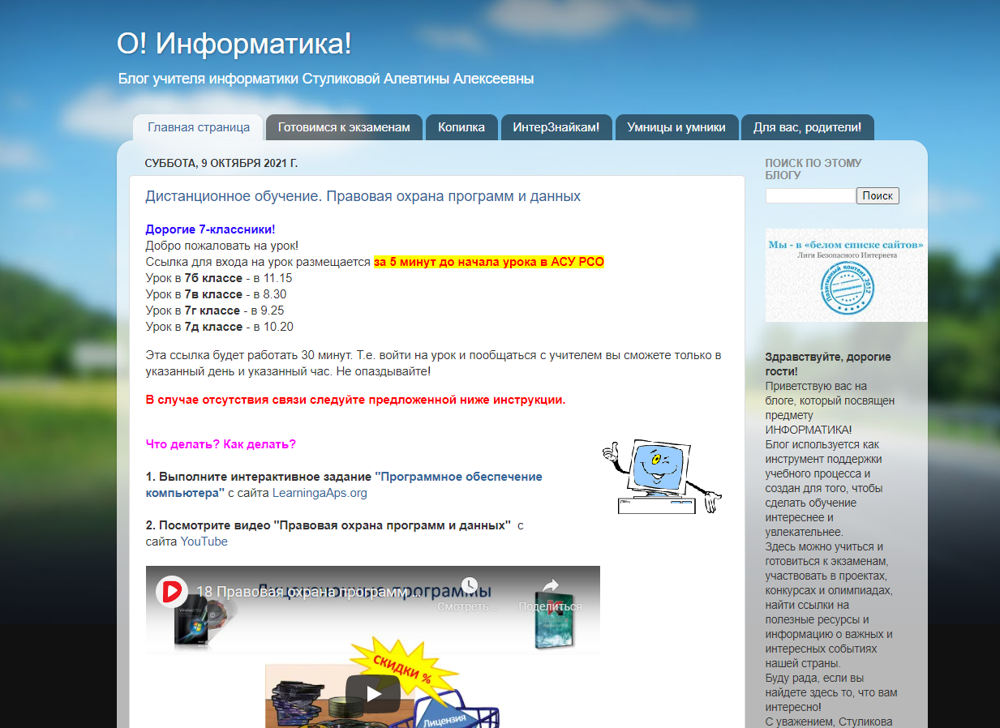 О! Информатика!
Блог учителя информатики Стуликовой Алевтины Алексеевны
Главная страница
Готовимся к экзаменам
Копилка
ИнтерЗнайкам!
Умницы и умники
Для вас, родители!
СУББОТА, 9 ОКТЯБРЯ 2021 Г.
Дистанционное обучение. Правовая охрана программ и данных
Дорогие 7-классники!
Добро пожаловать на урок!
Ссылка для входа на урок размещается за 5 минут до начала урока в АСУ РСО
Урок в 7б классе - в 11.15
Урок в 7в классе - в 8.30
Урок в 7г классе - в 9.25
Урок в 7д классе - в 10.20
Эта ссылка будет работать 30 минут. Т.е. войти на урок и пообщаться с учителем вы сможете только в
указанный день и указанный час. Не опаздывайте!
В случае отсутствия связи следуйте предложенной ниже инструкции.
Что делать? Как делать?
1. Выполните интерактивное задание "Программное обеспечение
компьютера" с сайта LearningaAps.org
2. Посмотрите видео "Правовая охрана программ и данных" с
сайта YouTube
18 Правовая охрана программ ...
Лицензионные программы
Смотреть ...
Поделиться
СКИДКИ %
Лицензия
ПОИСК ПО ЭТОМУ
БЛОГУ
Поиск
Мы - в «белом списке сайтов»
Лиги Безопасного Интернета
Позитивный контент 2012
рекомендовано
Здравствуйте, дорогие
гости!
Приветствую вас на
блоге, который посвящен
предмету
ИНФОРМАТИКА!
Блог используется как
инструмент поддержки
учебного процесса и
создан для того, чтобы
сделать обучение
интереснее и
увлекательнее.
Здесь можно учиться и
готовиться к экзаменам,
участвовать в проектах,
конкурсах и олимпиадах,
найти ссылки на
полезные ресурсы и
информацию о важных и
интересных событиях
нашей страны.
Буду рада, если вы
найдете здесь то, что вам
интересно!
С уважением, Стуликова